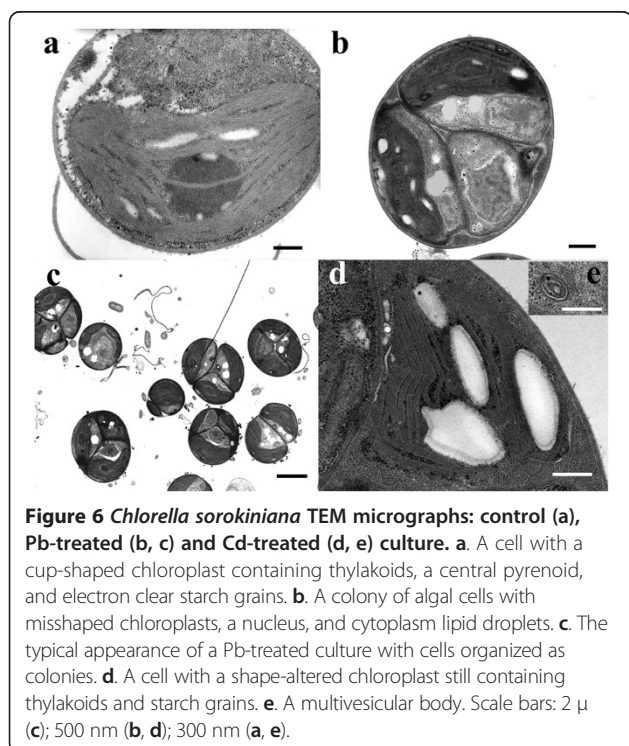 a
b
c
d
e
Figure 6 Chlorella sorokiniana TEM micrographs: control (a),
Pb-treated (b, c) and Cd-treated (d, e) culture. a. A cell with a
cup-shaped chloroplast containing thylakoids, a central pyrenoid,
and electron clear starch grains. b. A colony of algal cells with
misshaped chloroplasts, a nucleus, and cytoplasm lipid droplets. c. The
typical appearance of a Pb-treated culture with cells organized as
colonies. d. A cell with a shape-altered chloroplast still containing
thylakoids and starch grains. e. A multivesicular body. Scale bars: 2 μ
(c); 500 nm (b, d); 300 nm (a, e).